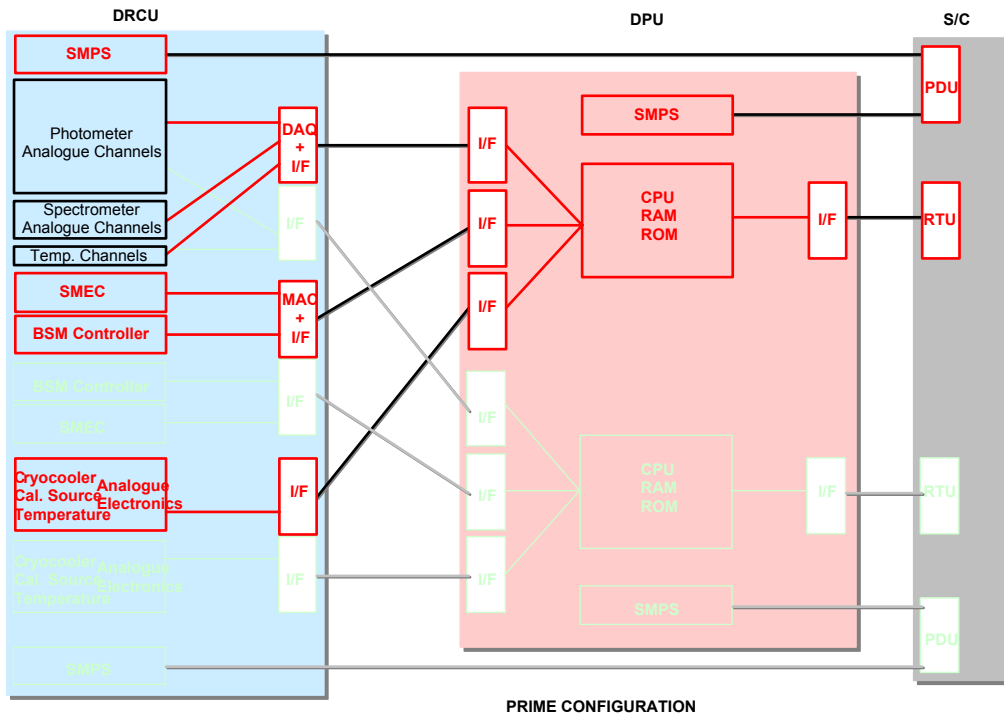 DRCU
DPU
S/C
SMPS
Photometer
Analogue Channels
Spectrometer
Analogue Channels
Temp. Channels
SMEC
BSM Controller
BSM Controller
SMEC
Cryocooler
Cal. Source
Temperature
Analogue
Electronics
Cryocooler
Cal. Source
Temperature
Analogue
Electronics
SMPS
DAQ
+
I/F
I/F
MAC
+
I/F
I/F
I/F
I/F
I/F
I/F
I/F
I/F
I/F
I/F
SMPS
CPU
RAM
ROM
I/F
CPU
RAM
ROM
I/F
SMPS
PDU
RTU
RTU
PDU
PRIME CONFIGURATION